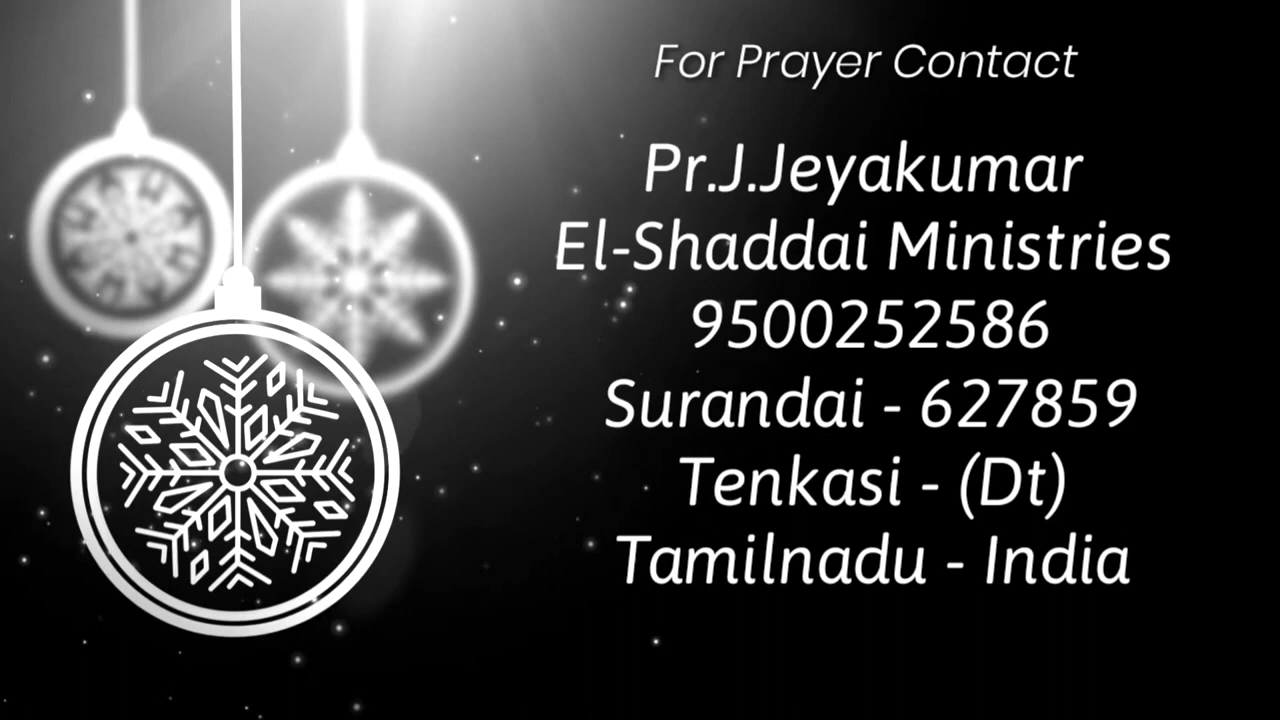 For Prayer Contact
Pr.J.Jeyakumar
El-Shaddai Ministries
9500252586
Surandai - 627859
Tenkasi - (Dt)
Tamilnadu - India